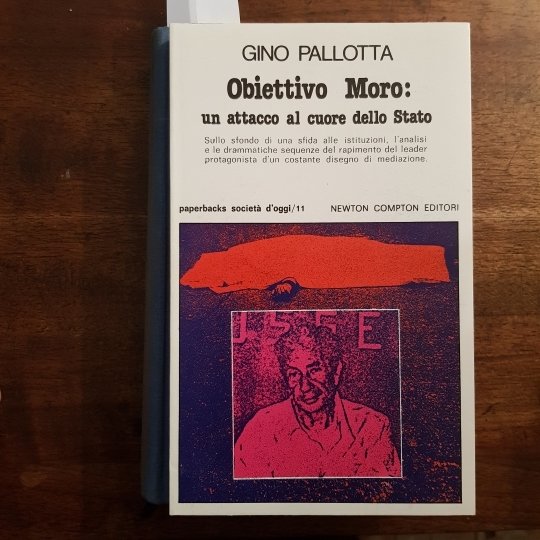 GINO PALLOTTA
Obiettivo Moro:
un attacco al cuore dello Stato
Sullo sfondo di una sfida alle istituzioni, l'analisi
e le drammatiche sequenze del rapimento del leader
protagonista d'un costante disegno di mediazione.
paperbacks società d'oggi/11 NEWTON COMPTON EDITORI